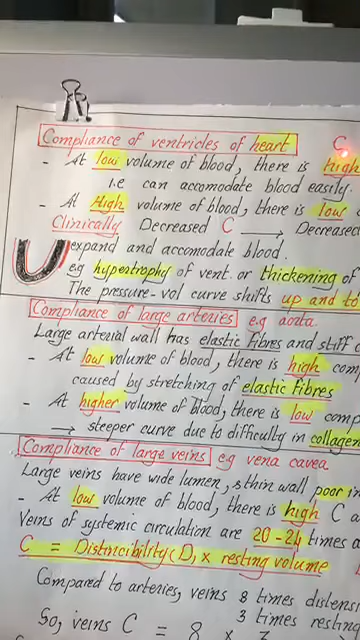 Compliance of ventricles of heart C
- At low volume of blood, there is high
i.e can accomodate blood easily.
- At High volume of blood, there is low
Clinically Decreased C → Decreased
expand and accomodate blood.
eg hypertrophy of vent. or thickening of
The pressure-vol curve shifts up and to
Compliance of large arteries e.g aorta.
Large arterial wall has elastic fibres and stiff
- At low volume of blood, there is high
caused by stretching of elastic fibres
- At higher volume of blood, there is low
→ steeper curve due to difficulty in collagen
Compliance of large veins eg vena cavea.
Large veins have wide lumen, & thin wall poor in
- At low volume of blood, there is high C
Veins of systemic circulation are 20-24 times
C = Distincibility(D) x resting volume
Compared to arteries, veins 8 times
3 times resting
So, veins C = 8 x